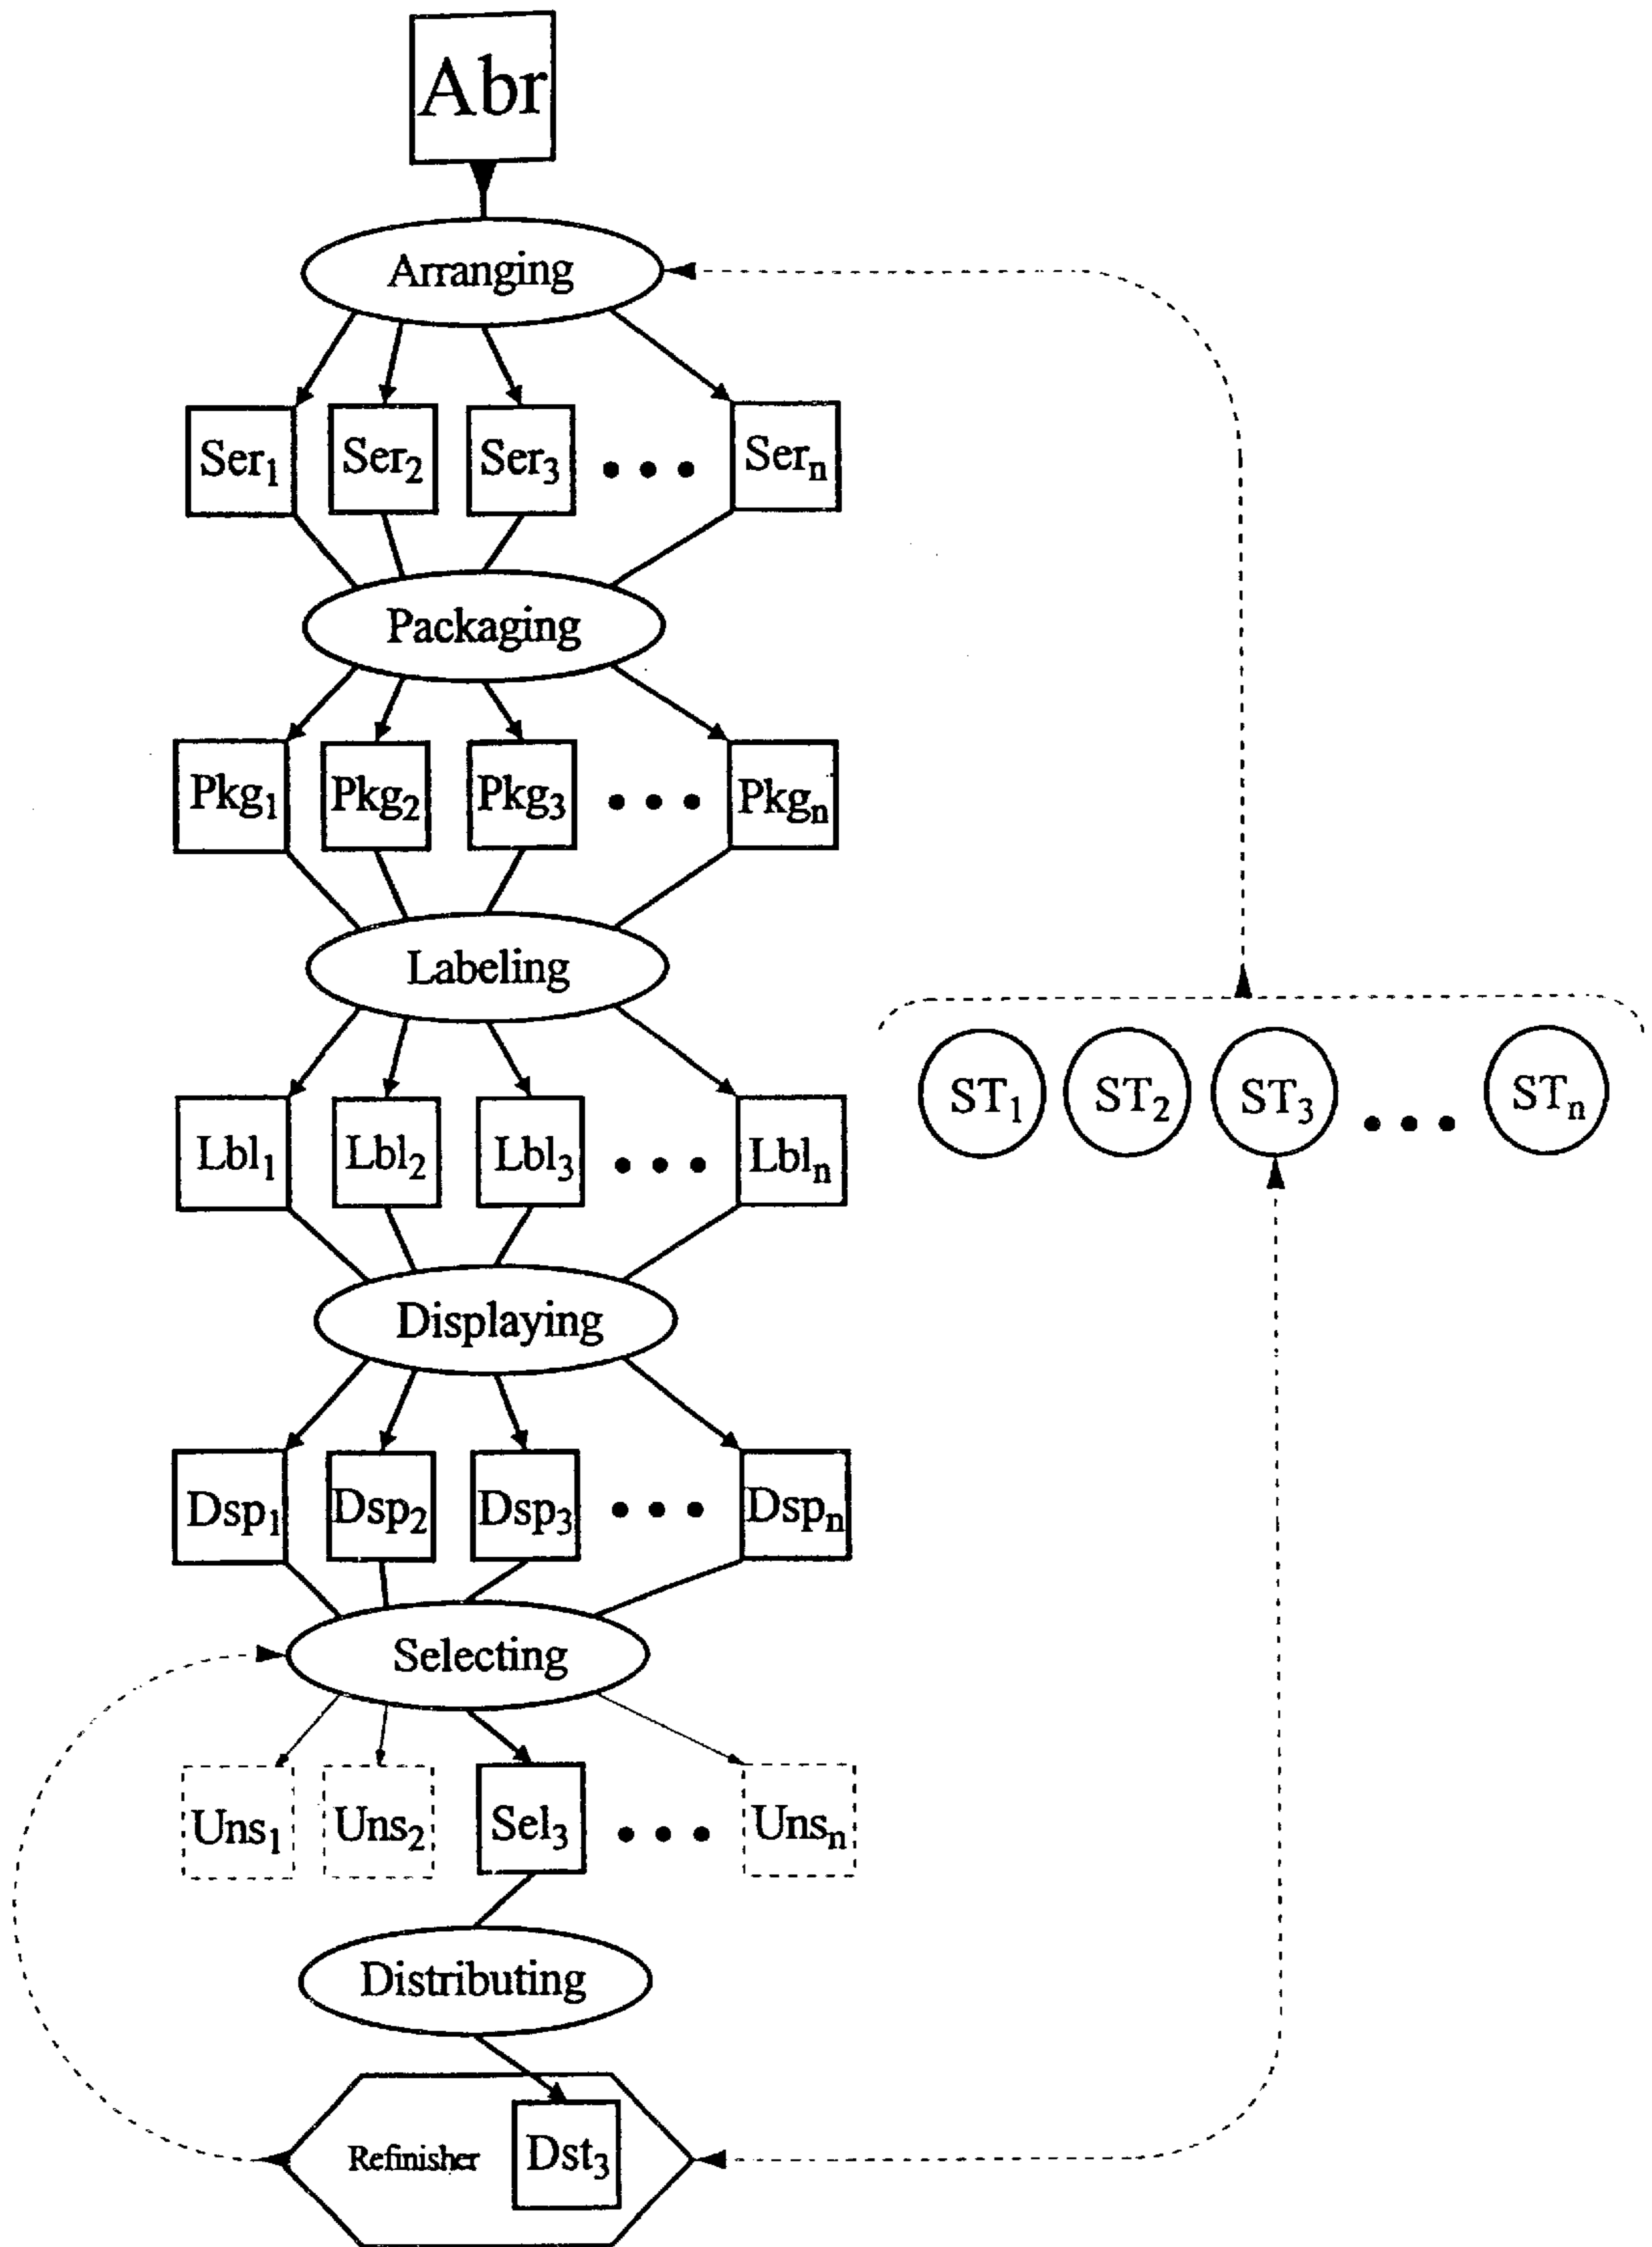 Abr
Arranging
Ser1 Ser2 Ser3 • • • Sern
Packaging
Pkg1 Pkg2 Pkg3 • • • Pkgn
Labeling
Lbl1 Lbl2 Lbl3 • • • Lbln
ST1 ST2 ST3 • • • STn
Displaying
Dsp1 Dsp2 Dsp3 • • • Dspn
Selecting
Uns1 Uns2 Sel3 • • • Unsn
Distributing
Refinisher Dst3